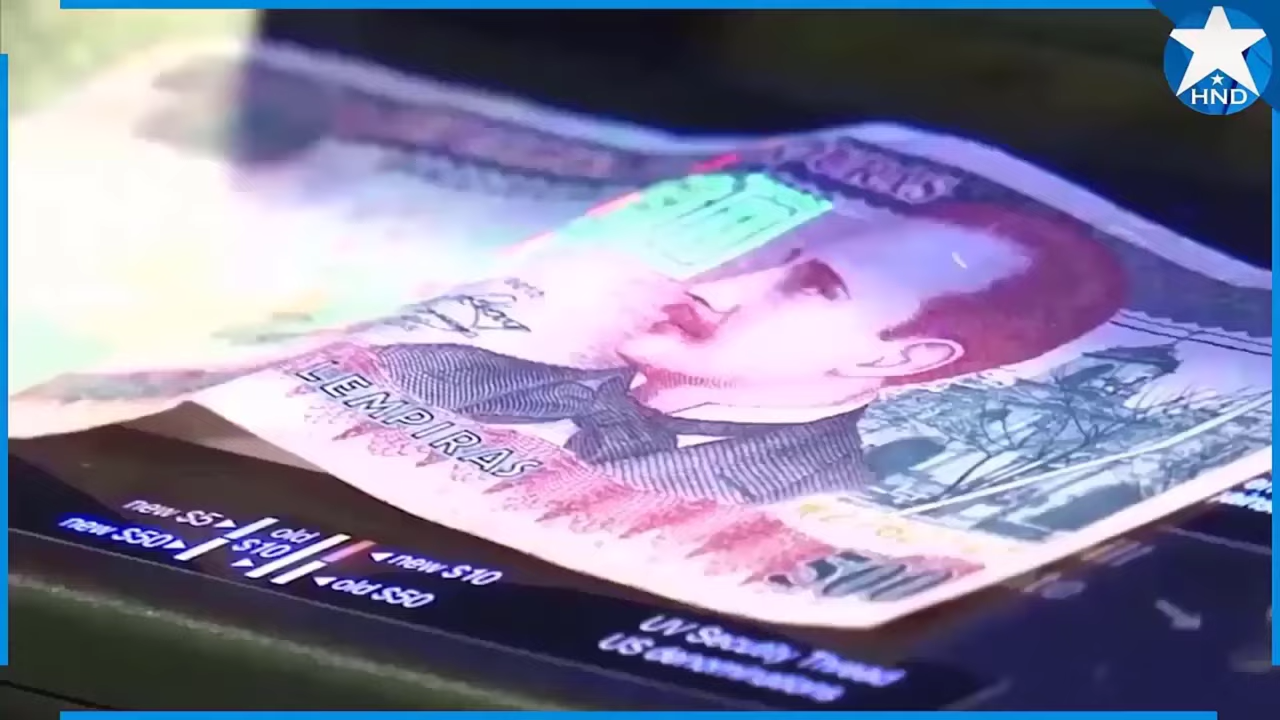 HND
LEMPIRAS
500
new $5
new $50
old
$10
new $10
old $50
UV Security Thread
US denominations